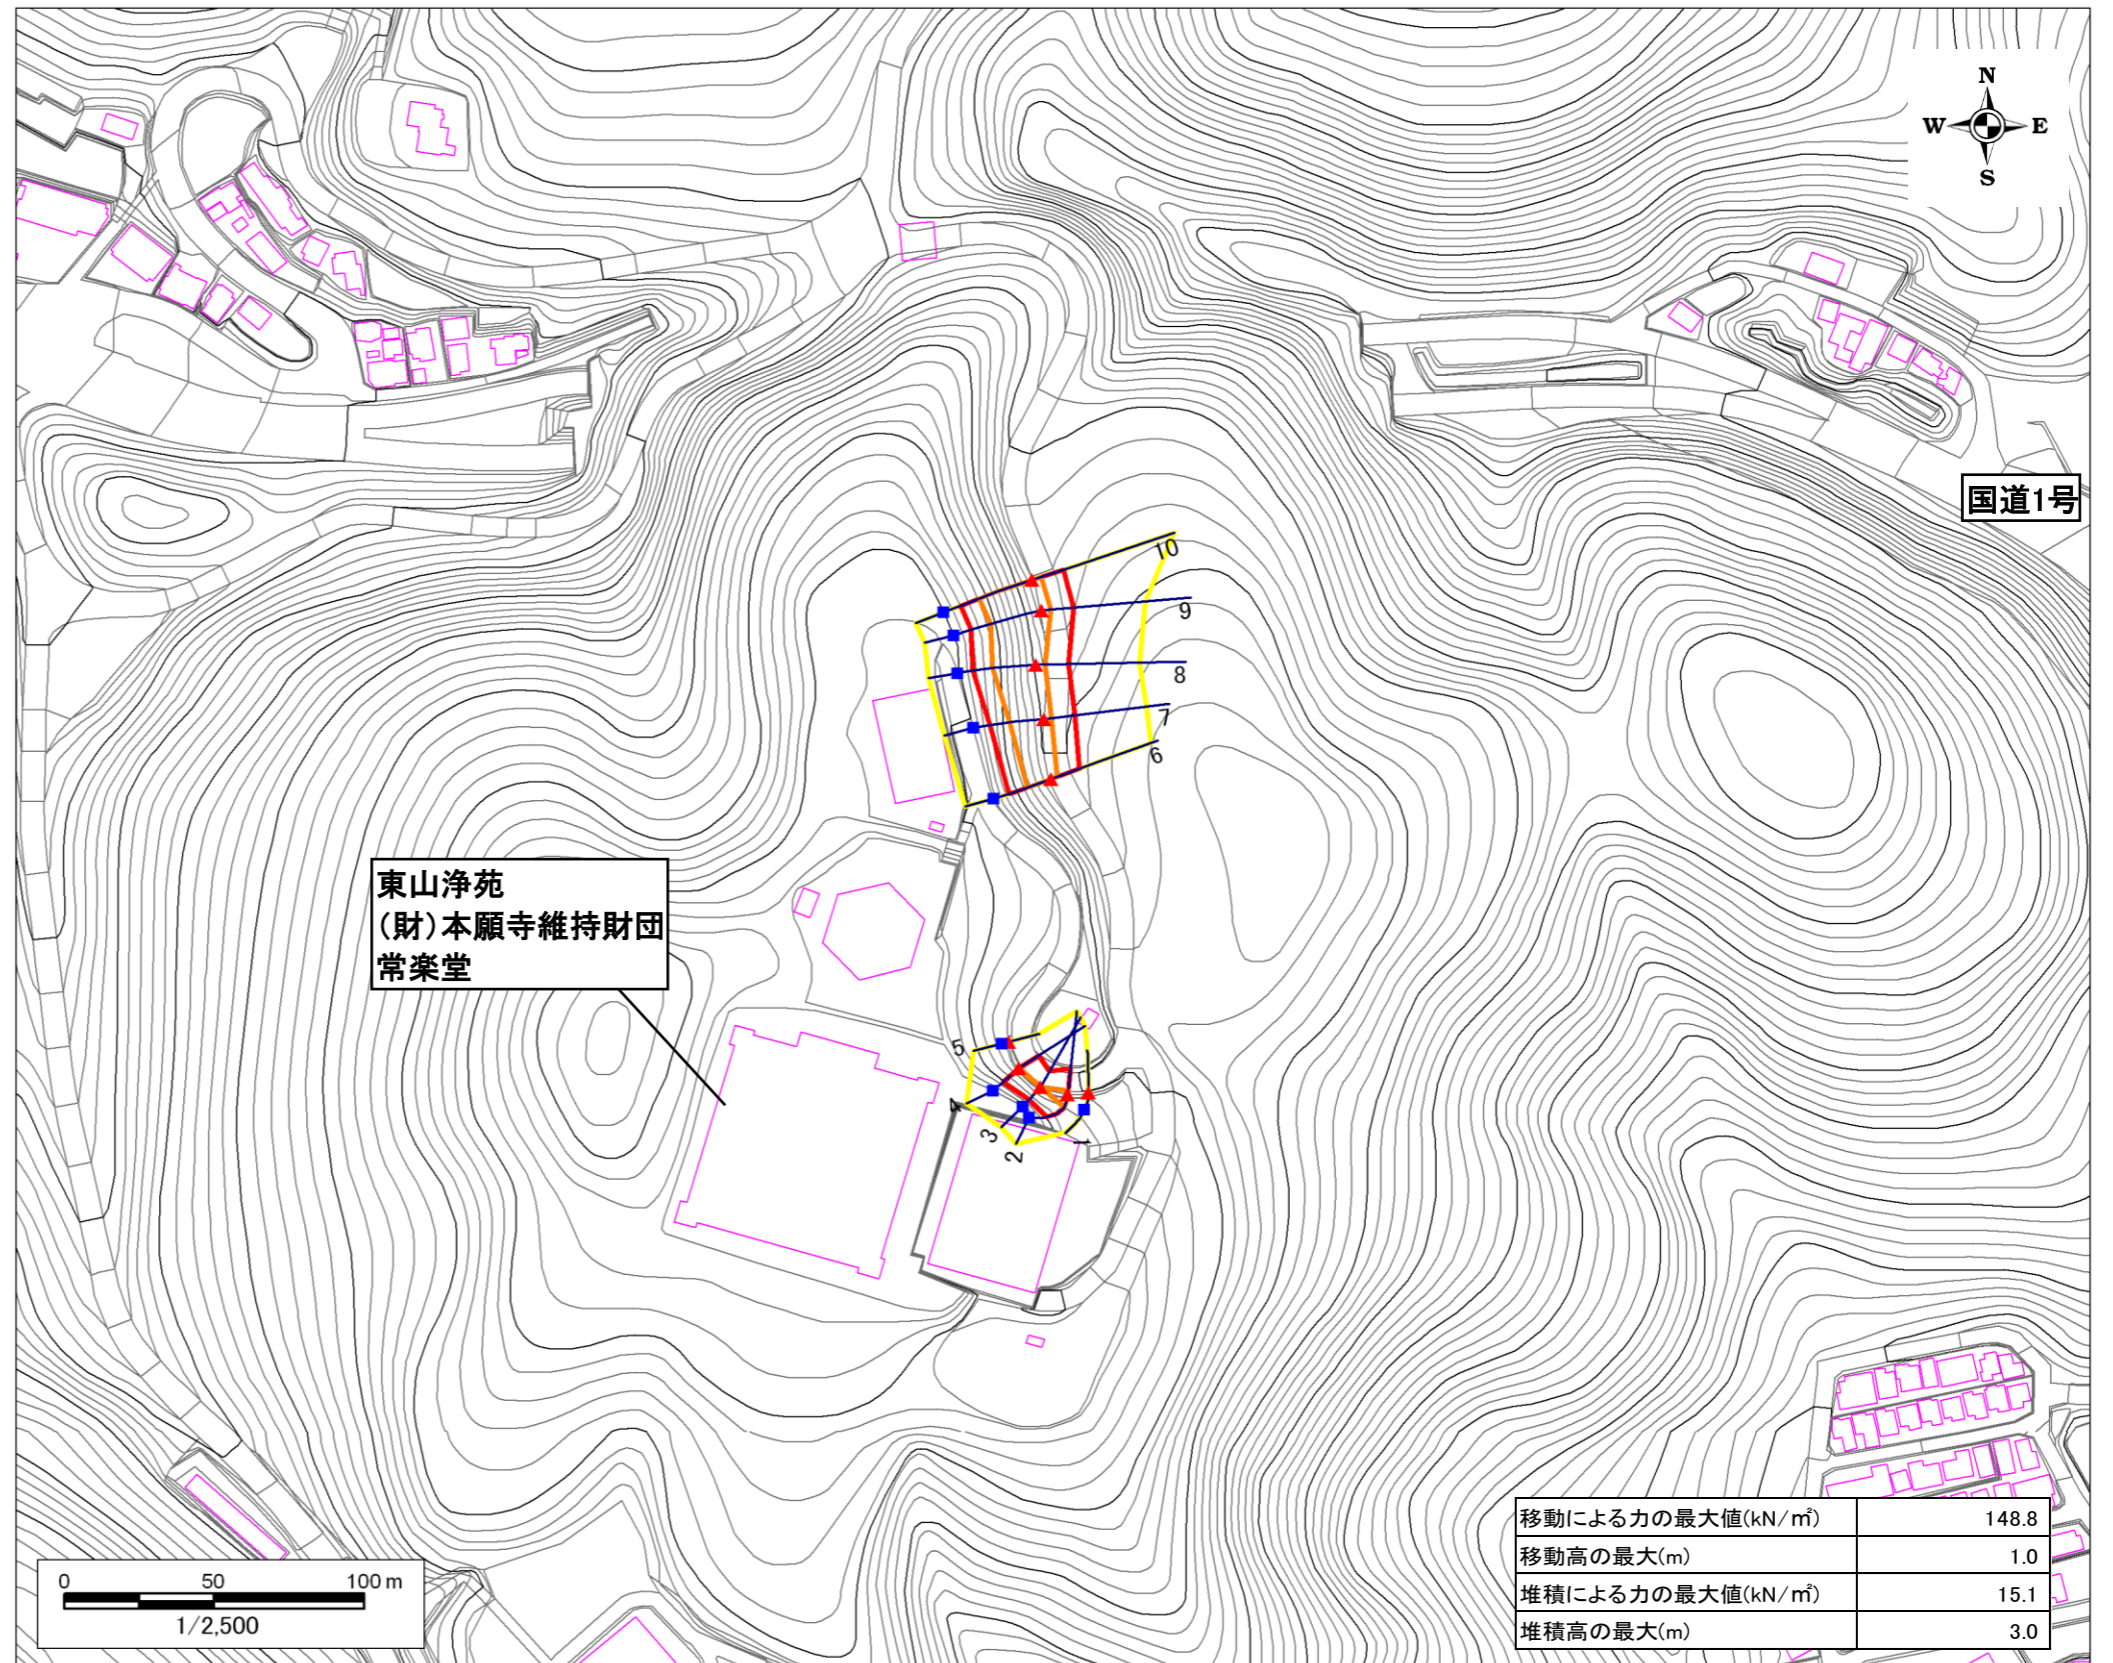 N
W E
S
国道1号
10
9
8
7
6
東山浄苑
(財)本願寺維持財団
常楽堂
5
4
3
2
1
移動による力の最大値(kN/㎡) 148.8
移動高の最大(m) 1.0
堆積による力の最大値(kN/㎡) 15.1
堆積高の最大(m) 3.0
0 50 100 m
1/2,500